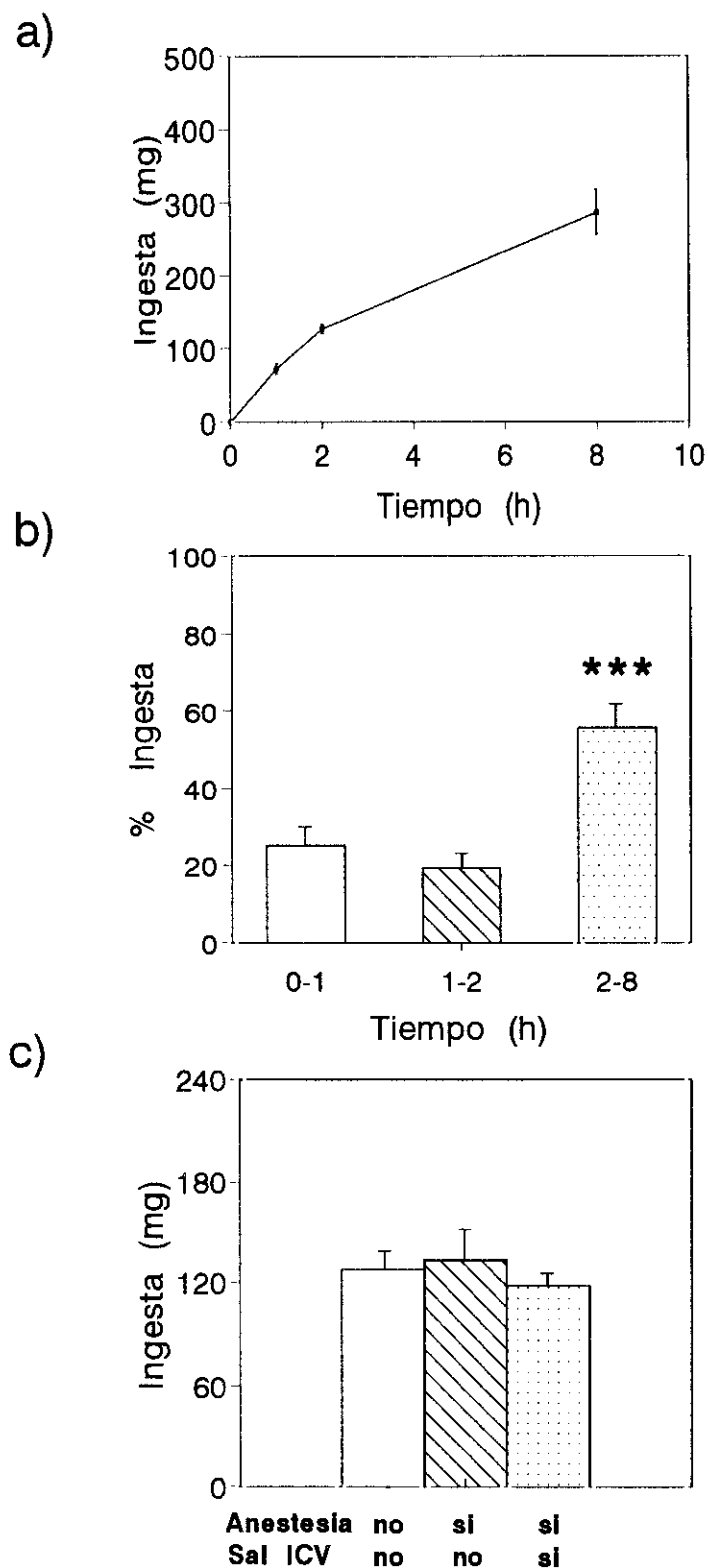 a)
500
400
300
200
100
0
Ingesta (mg)
0 2 4 6 8 10
Tiempo (h)
b)
100
80
60
40
20
0
% Ingesta
***
0-1 1-2 2-8
Tiempo (h)
c)
240
180
120
60
0
Ingesta (mg)
Anestesia no si si
Sal ICV no no si